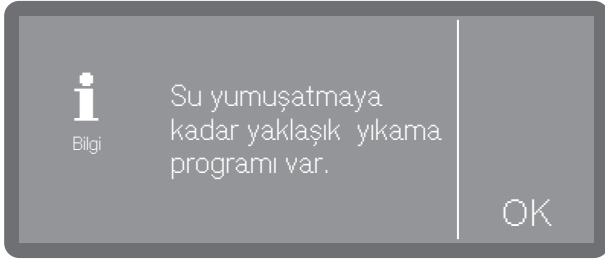 Bilgi
Su yumuşatmaya
kadar yaklaşık  yıkama
programı var.
OK